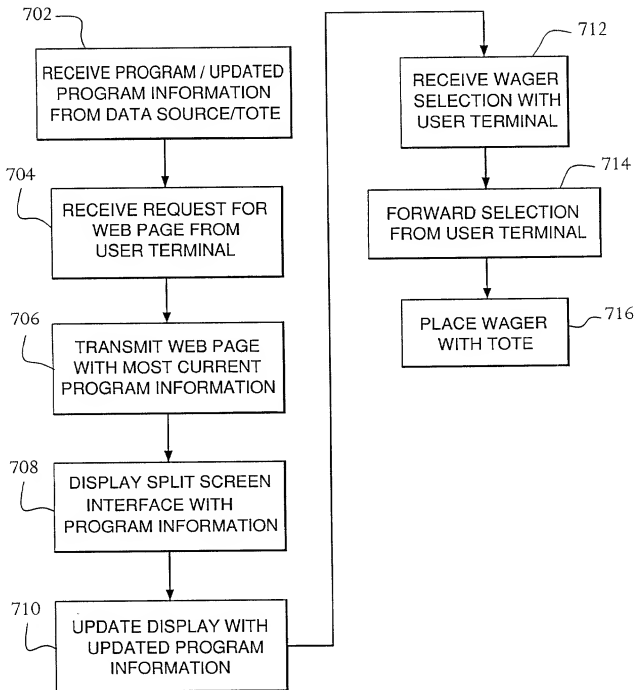 702
RECEIVE PROGRAM / UPDATED
PROGRAM INFORMATION
FROM DATA SOURCE/TOTE
704
RECEIVE REQUEST FOR
WEB PAGE FROM
USER TERMINAL
706
TRANSMIT WEB PAGE
WITH MOST CURRENT
PROGRAM INFORMATION
708
DISPLAY SPLIT SCREEN
INTERFACE WITH
PROGRAM INFORMATION
710
UPDATE DISPLAY WITH
UPDATED PROGRAM
INFORMATION
712
RECEIVE WAGER
SELECTION WITH
USER TERMINAL
714
FORWARD SELECTION
FROM USER TERMINAL
716
PLACE WAGER
WITH TOTE